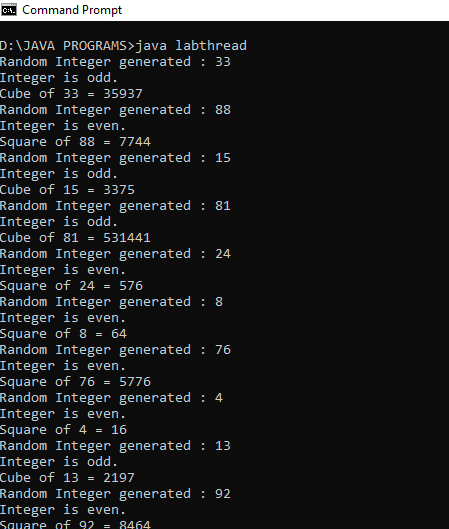 Command Prompt
D:\JAVA PROGRAMS>java labthread
Random Integer generated : 33
Integer is odd.
Cube of 33 = 35937
Random Integer generated : 88
Integer is even.
Square of 88 = 7744
Random Integer generated : 15
Integer is odd.
Cube of 15 = 3375
Random Integer generated : 81
Integer is odd.
Cube of 81 = 531441
Random Integer generated : 24
Integer is even.
Square of 24 = 576
Random Integer generated : 8
Integer is even.
Square of 8 = 64
Random Integer generated : 76
Integer is even.
Square of 76 = 5776
Random Integer generated : 4
Integer is even.
Square of 4 = 16
Random Integer generated : 13
Integer is odd.
Cube of 13 = 2197
Random Integer generated : 92
Integer is even.
Square of 92 = 8464